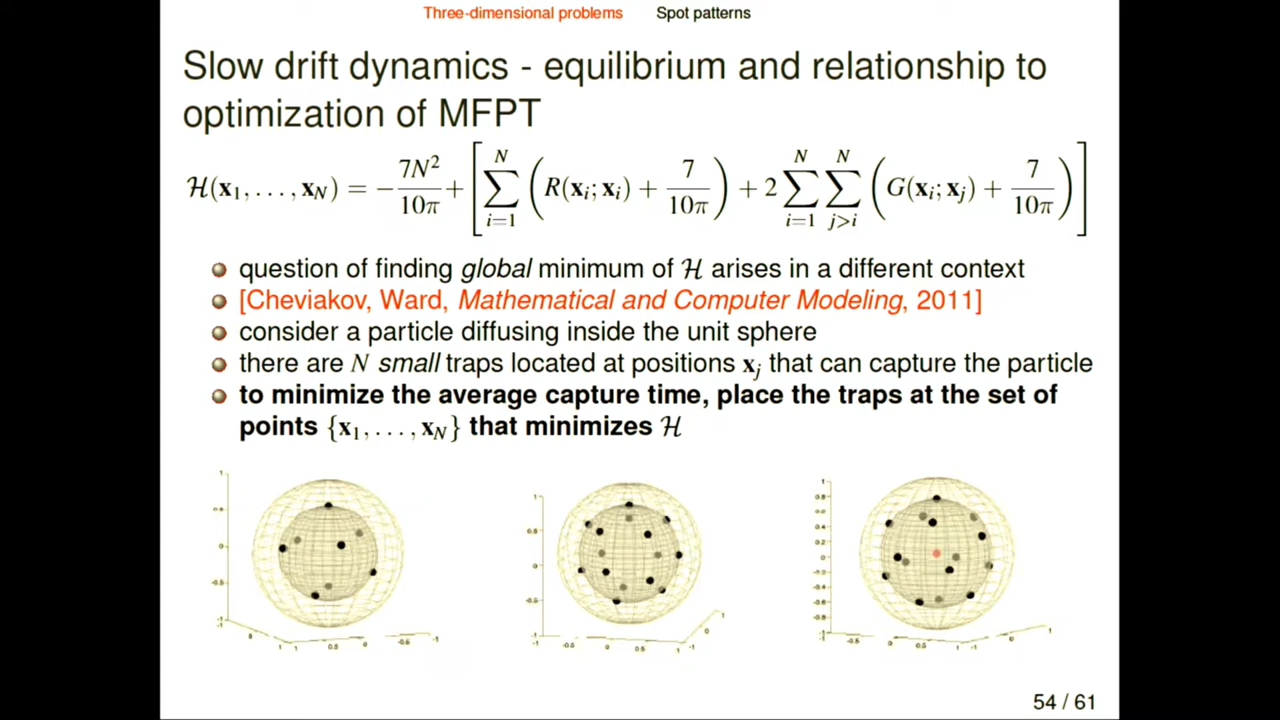 Three-dimensional problems Spot patterns
Slow drift dynamics - equilibrium and relationship to
optimization of MFPT
ℋ(x₁, . . . , x_N) = −7N²/10π + [ ∑_{i=1}^{N} ( R(x_i; x_i) + 7/10π ) + 2 ∑_{i=1}^{N} ∑_{j>i}^{N} ( G(x_i; x_j) + 7/10π ) ]
question of finding global minimum of ℋ arises in a different context
[Cheviakov, Ward, Mathematical and Computer Modeling, 2011]
consider a particle diffusing inside the unit sphere
there are N small traps located at positions x_j that can capture the particle
to minimize the average capture time, place the traps at the set of
points {x₁, . . . , x_N} that minimizes ℋ
54 / 61